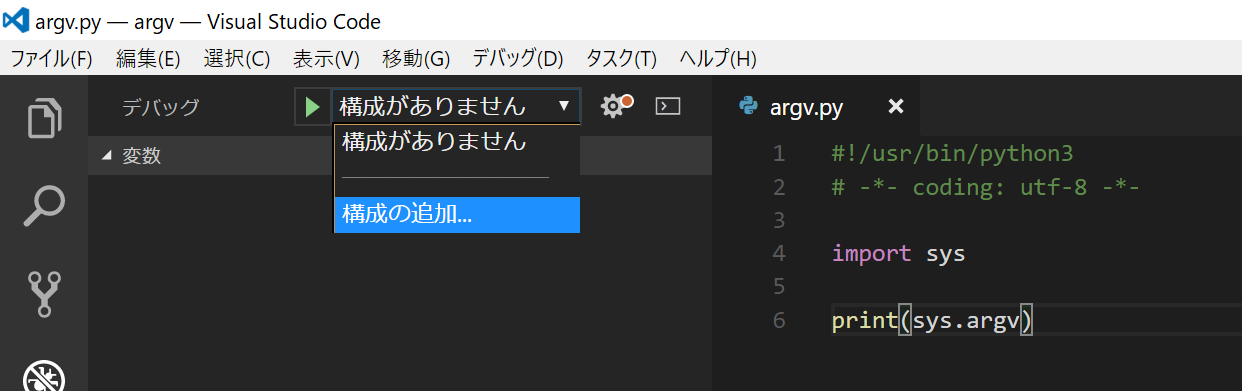 argv.py — argv — Visual Studio Code
ファイル(F) 編集(E) 選択(C) 表示(V) 移動(G) デバッグ(D) タスク(T) ヘルプ(H)
デバッグ 構成がありません
構成がありません
構成の追加...
変数
argv.py
1 #!/usr/bin/python3
2 # -*- coding: utf-8 -*-
3
4 import sys
5
6 print(sys.argv)